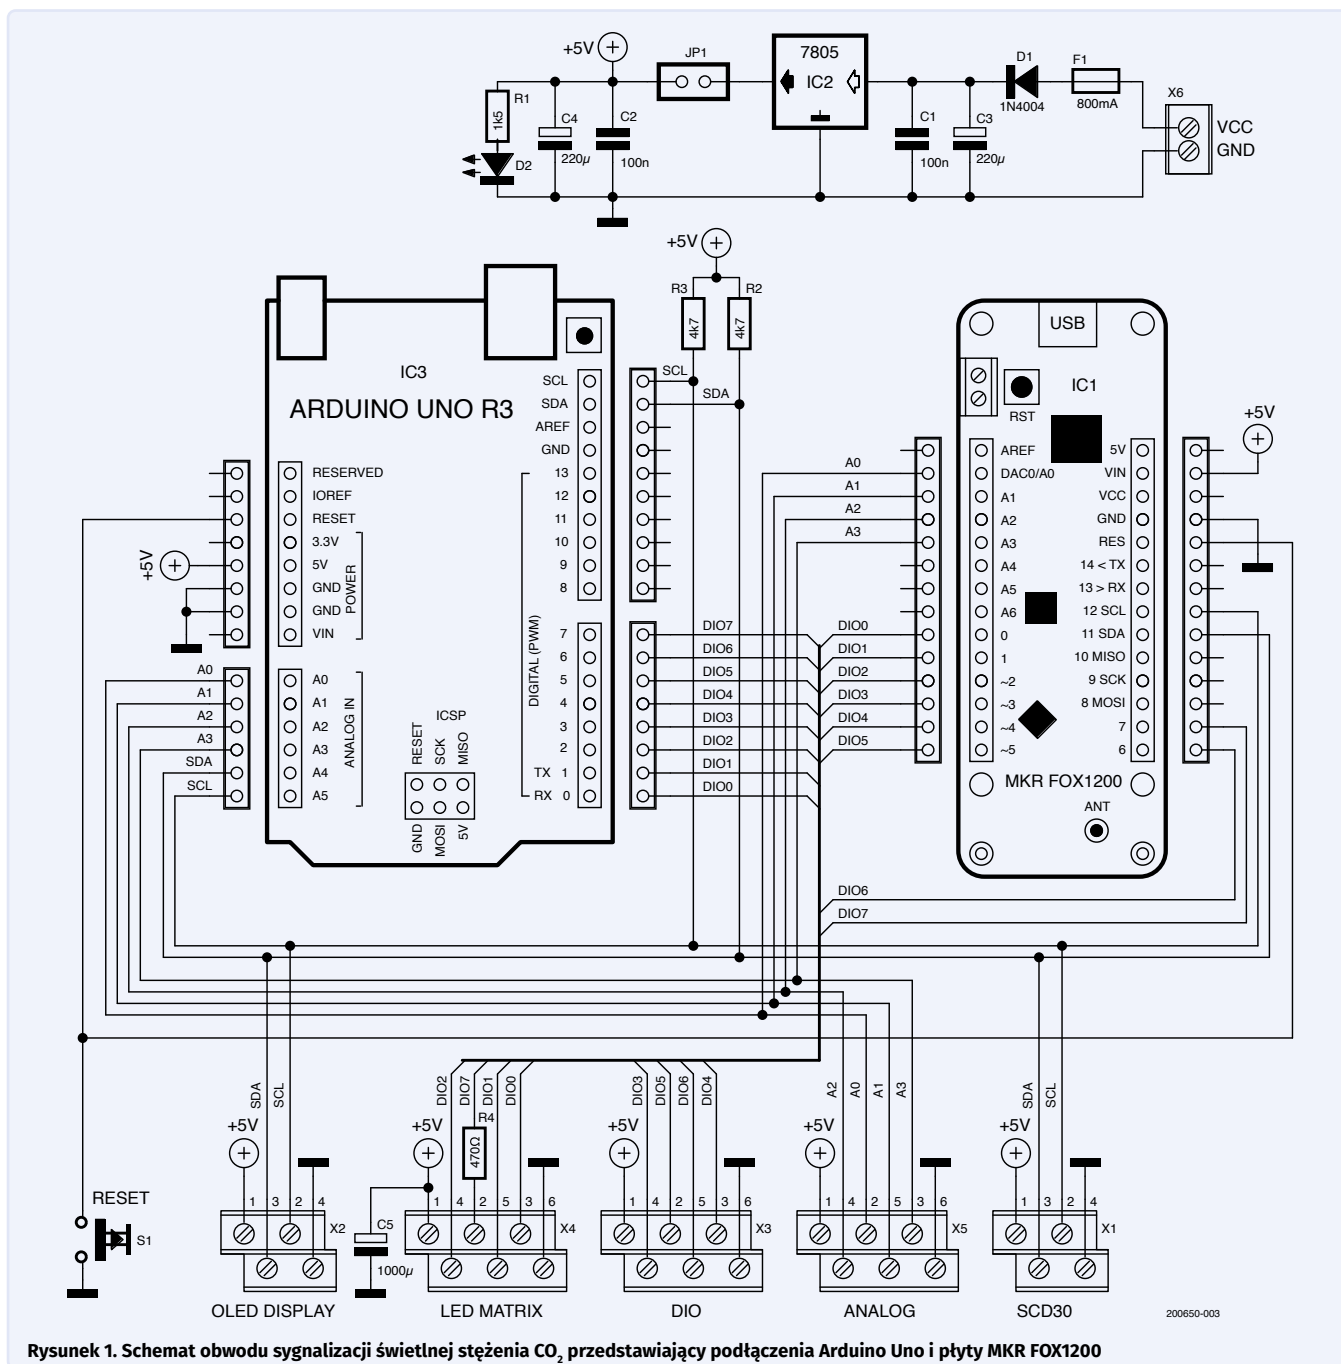 +5V
JP1
7805
IC2
D1
1N4004
F1
800mA
X6
VCC
GND
R1
1k5
D2
C4
220µ
C2
100n
C1
100n
C3
220µ
+5V
R3
4k7
R2
4k7
SCL
SDA
IC3
ARDUINO UNO R3
SCL
SDA
AREF
GND
13
12
11
10
9
8
DIGITAL (PWM)
7
6
5
4
3
2
TX 1
RX 0
RESERVED
IOREF
RESET
3.3V
5V
GND
GND
VIN
POWER
+5V
A0
A1
A2
A3
SDA
SCL
A0
A1
A2
A3
A4
A5
ANALOG IN
ICSP
RESET
SCK
MISO
GND
MOSI
5V
DIO7
DIO6
DIO5
DIO4
DIO3
DIO2
DIO1
DIO0
A0
A1
A2
A3
DIO0
DIO1
DIO2
DIO3
DIO4
DIO5
USB
IC1
RST
AREF
DAC0/A0
A1
A2
A3
A4
A5
A6
0
1
~2
~3
~4
~5
5V
VIN
VCC
GND
RES
14 < TX
13 > RX
12 SCL
11 SDA
10 MISO
9 SCK
8 MOSI
7
6
MKR FOX1200
ANT
+5V
DIO6
DIO7
RESET
S1
SDA
SCL
+5V
1 3 2 4
X2
OLED DISPLAY
DIO2
DIO7
DIO1
DIO0
R4
470Ω
+5V
C5
1000µ
1 4 2 5 3 6
X4
LED MATRIX
DIO3
DIO5
DIO6
DIO4
+5V
1 4 2 5 3 6
X3
DIO
A2
A0
A1
A3
+5V
1 4 2 5 3 6
X5
ANALOG
SDA
SCL
+5V
1 3 2 4
X1
SCD30
200650-003
Rysunek 1. Schemat obwodu sygnalizacji świetlnej stężenia CO₂ przedstawiający podłączenia Arduino Uno i płyty MKR FOX1200